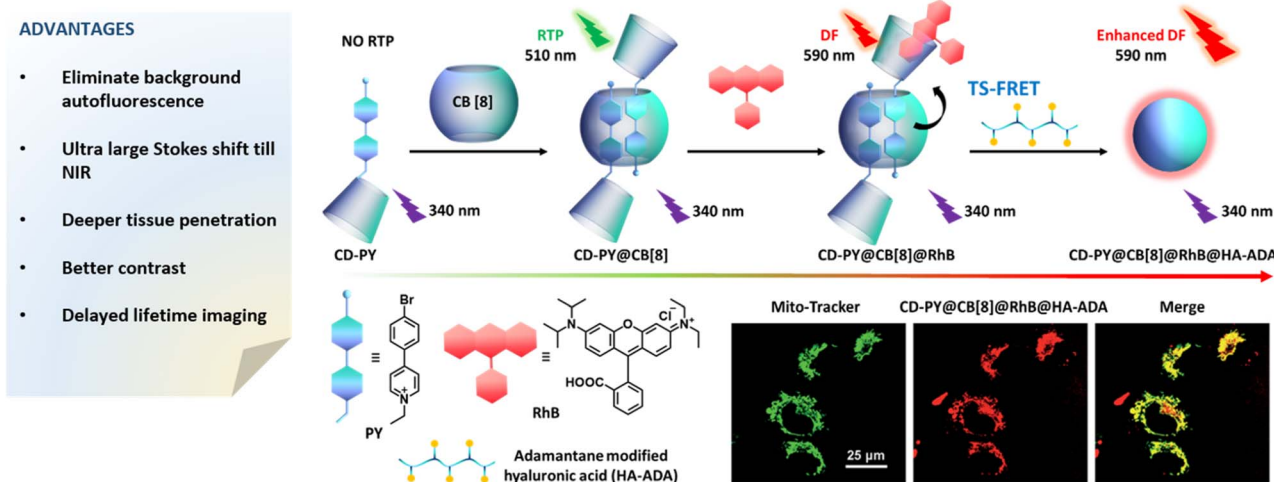 ADVANTAGES
• Eliminate background
autofluorescence
• Ultra large Stokes shift till
NIR
• Deeper tissue penetration
• Better contrast
• Delayed lifetime imaging
NO RTP
CB [8]
RTP
510 nm
DF
590 nm
TS-FRET
Enhanced DF
590 nm
340 nm
340 nm
340 nm
340 nm
CD-PY
CD-PY@CB[8]
CD-PY@CB[8]@RhB
CD-PY@CB[8]@RhB@HA-ADA
≡
Br
N+
PY
≡
N
O
Cl-
N+
HOOC
RhB
Adamantane modified
hyaluronic acid (HA-ADA)
Mito-Tracker
CD-PY@CB[8]@RhB@HA-ADA
Merge
25 µm